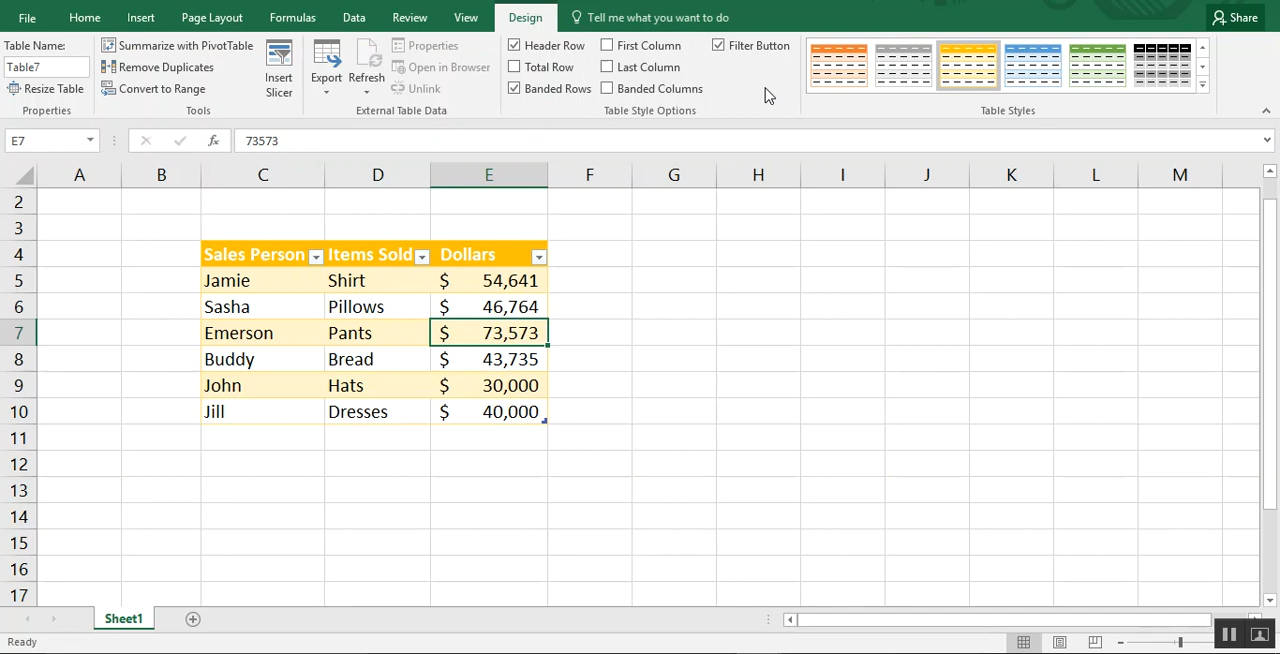 File Home Insert Page Layout Formulas Data Review View Design Tell me what you want to do Share
Table Name: Summarize with PivotTable Properties Header Row First Column Filter Button
Table7 Remove Duplicates Insert Slicer Export Refresh Open in Browser Total Row Last Column
Resize Table Convert to Range Unlink Banded Rows Banded Columns
Properties Tools External Table Data Table Style Options Table Styles
E7 fx 73573
A B C D E F G H I J K L M
2
3
4 Sales Person Items Sold Dollars
5 Jamie Shirt $ 54,641
6 Sasha Pillows $ 46,764
7 Emerson Pants $ 73,573
8 Buddy Bread $ 43,735
9 John Hats $ 30,000
10 Jill Dresses $ 40,000
11
12
13
14
15
16
17
Sheet1
Ready